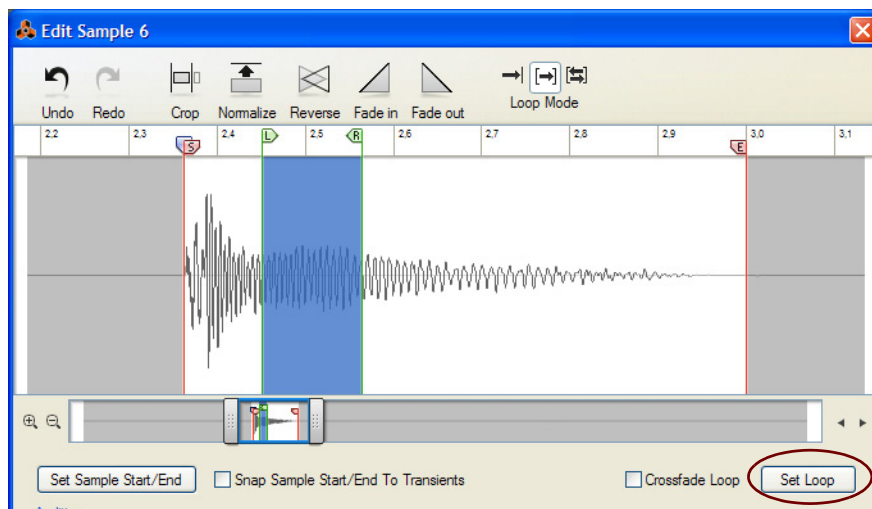 Edit Sample 6
Undo Redo Crop Normalize Reverse Fade in Fade out Loop Mode
2,2 2,3 2,4 2,5 2,6 2,7 2,8 2,9 3,0 3,1
S L R E
Set Sample Start/End Snap Sample Start/End To Transients Crossfade Loop Set Loop